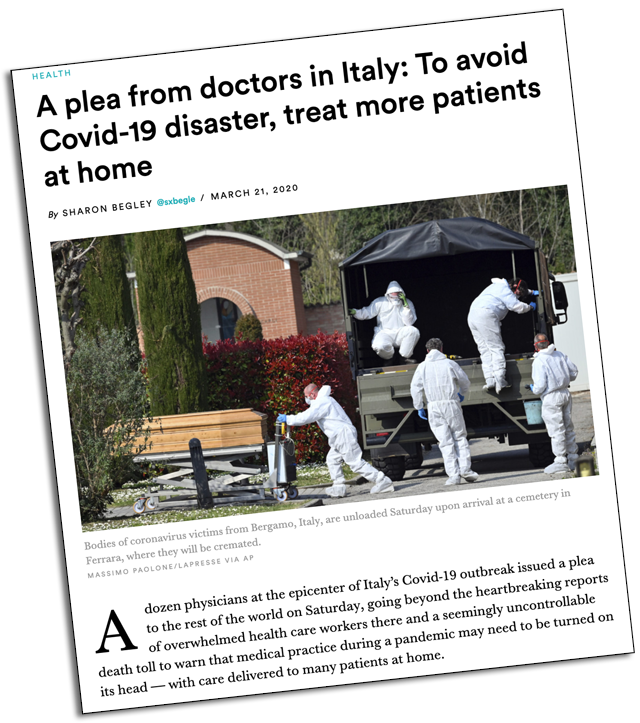 HEALTH
A plea from doctors in Italy: To avoid
Covid-19 disaster, treat more patients
at home
By SHARON BEGLEY @sxbegle / MARCH 21, 2020
Bodies of coronavirus victims from Bergamo, Italy, are unloaded Saturday upon arrival at a cemetery in
Ferrara, where they will be cremated.
MASSIMO PAOLONE/LAPRESSE VIA AP
A dozen physicians at the epicenter of Italy’s Covid-19 outbreak issued a plea
to the rest of the world on Saturday, going beyond the heartbreaking reports
of overwhelmed health care workers there and a seemingly uncontrollable
death toll to warn that medical practice during a pandemic may need to be turned on
its head — with care delivered to many patients at home.